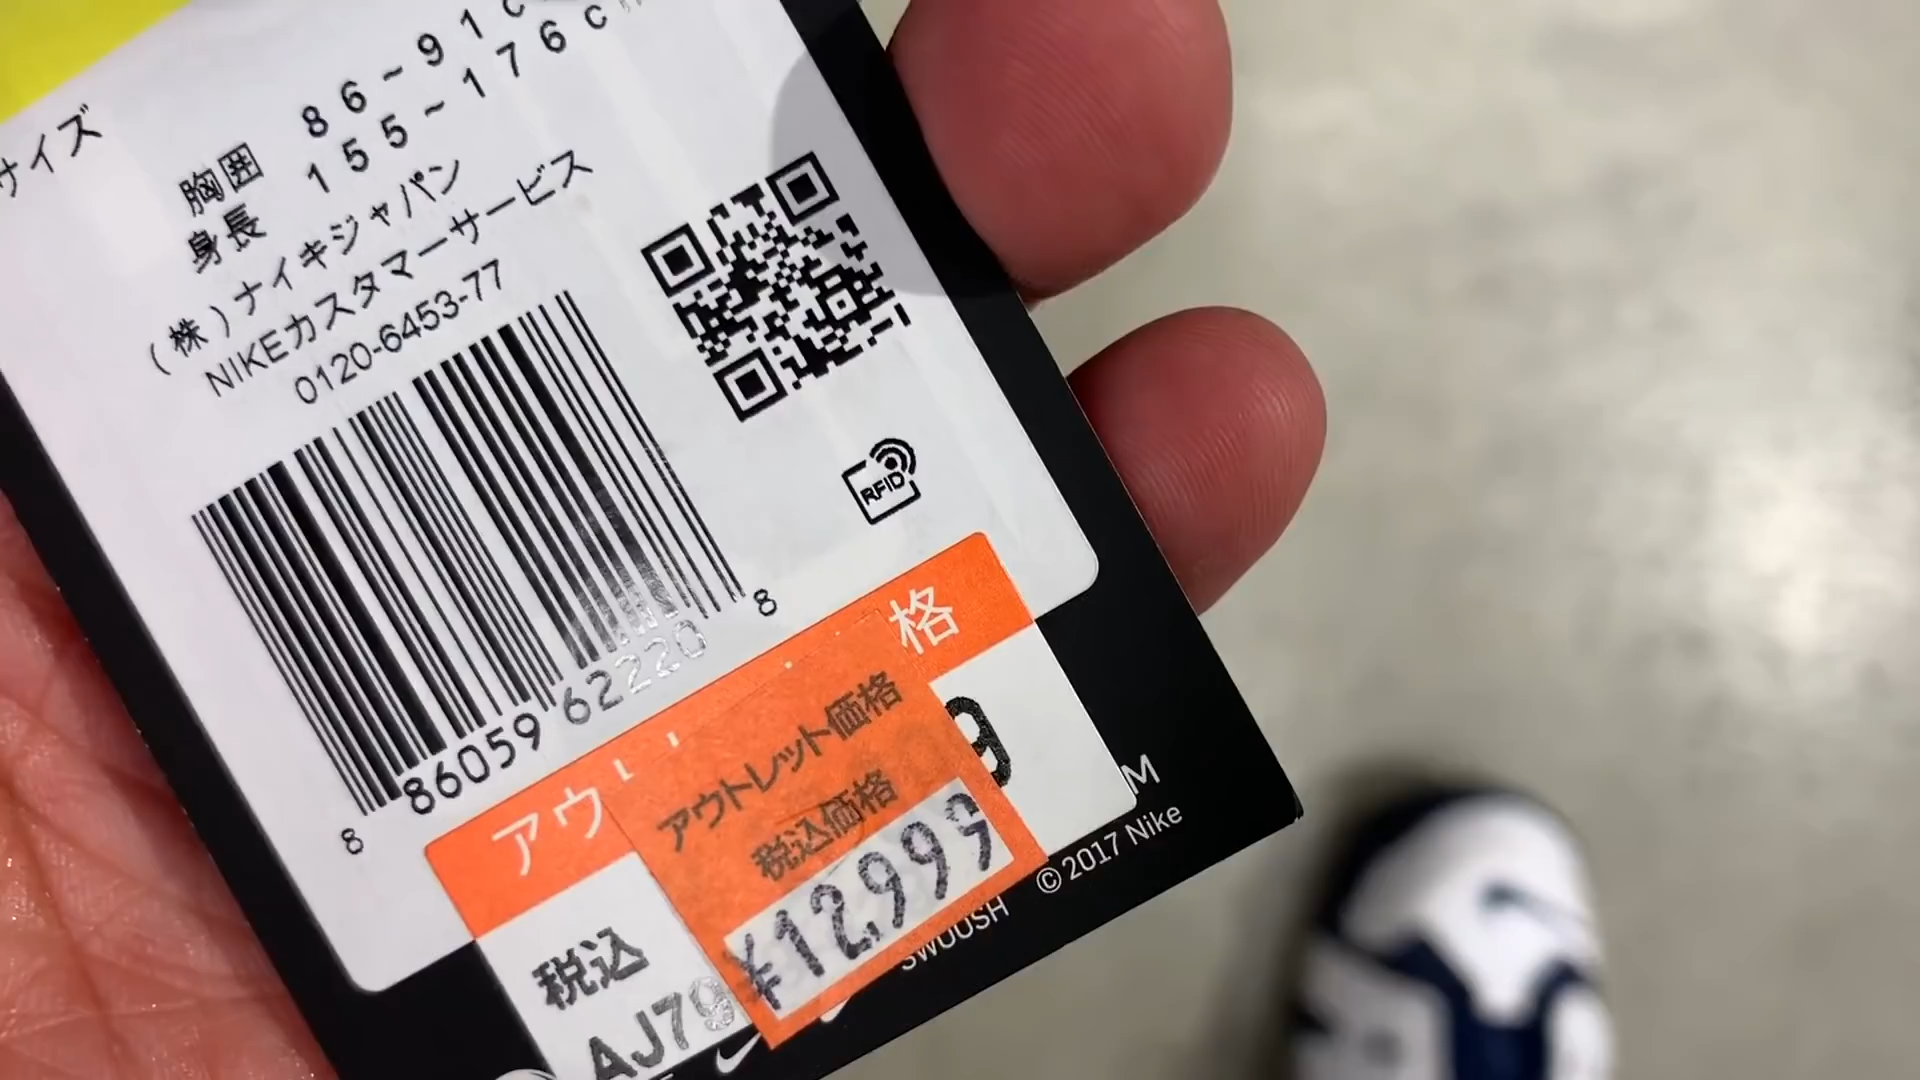 サイズ
胸囲 86~91c
身長 155~176c
(株)ナイキジャパン
NIKEカスタマーサービス
0120-6453-77
RFID
8 86059 62220 8
アウ
格
アウトレット価格
税込価格
¥12,999
9
税込
AJ79
M
© 2017 Nike
SWOOSH